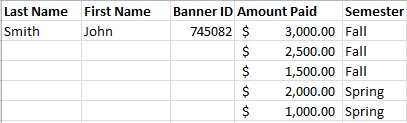 Last Name First Name Banner ID Amount Paid Semester
Smith John 745082 $ 3,000.00 Fall
$ 2,500.00 Fall
$ 1,500.00 Fall
$ 2,000.00 Spring
$ 1,000.00 Spring